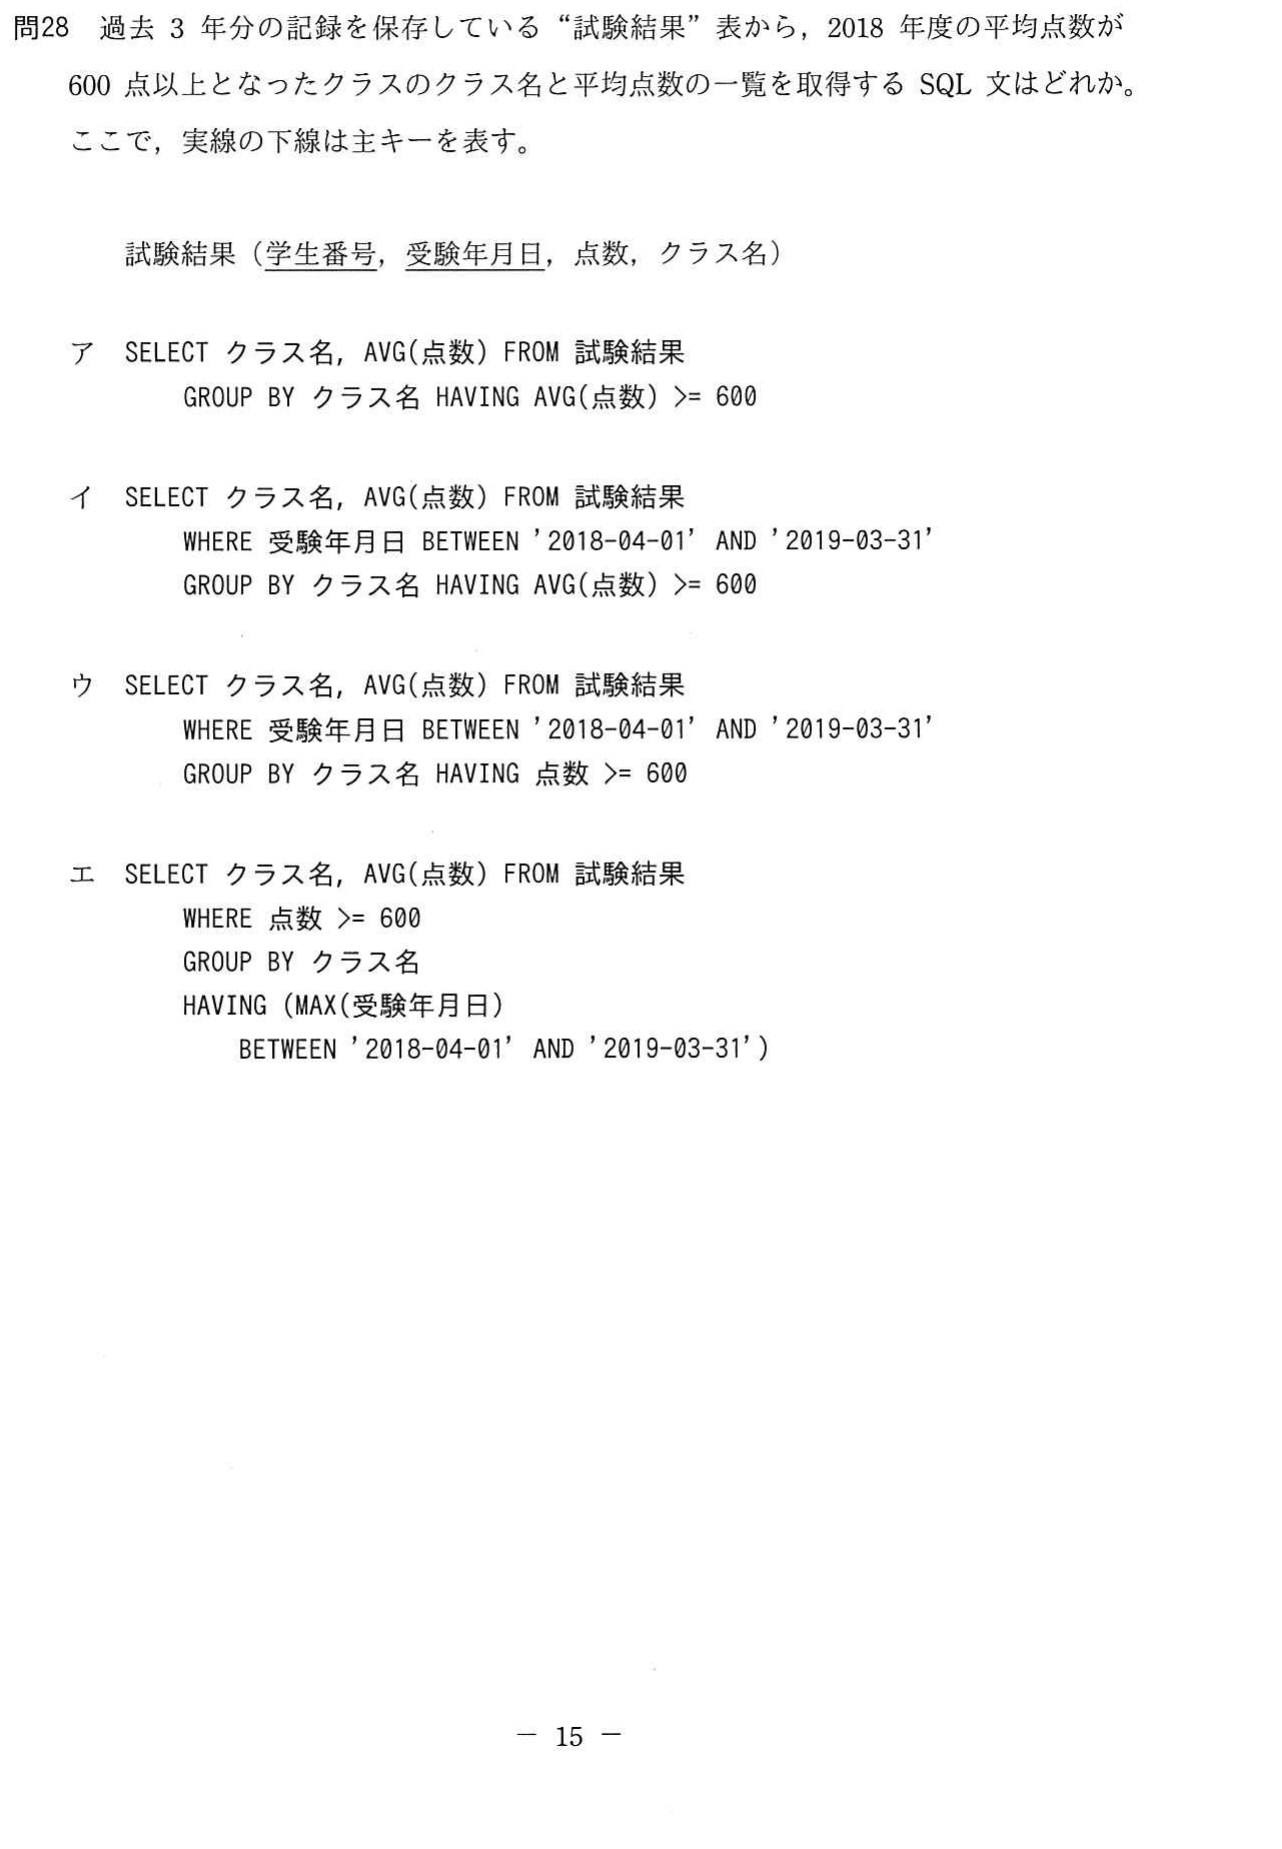 問28 過去 3 年分の記録を保存している“試験結果”表から，2018 年度の平均点数が
600 点以上となったクラスのクラス名と平均点数の一覧を取得する SQL 文はどれか。
ここで，実線の下線は主キーを表す。
試験結果（学生番号，受験年月日，点数，クラス名）
ア SELECT クラス名, AVG(点数) FROM 試験結果
GROUP BY クラス名 HAVING AVG(点数) >= 600
イ SELECT クラス名, AVG(点数) FROM 試験結果
WHERE 受験年月日 BETWEEN ’2018-04-01’ AND ’2019-03-31’
GROUP BY クラス名 HAVING AVG(点数) >= 600
ウ SELECT クラス名, AVG(点数) FROM 試験結果
WHERE 受験年月日 BETWEEN ’2018-04-01’ AND ’2019-03-31’
GROUP BY クラス名 HAVING 点数 >= 600
エ SELECT クラス名, AVG(点数) FROM 試験結果
WHERE 点数 >= 600
GROUP BY クラス名
HAVING (MAX(受験年月日)
BETWEEN ’2018-04-01’ AND ’2019-03-31’)
－ 15 －